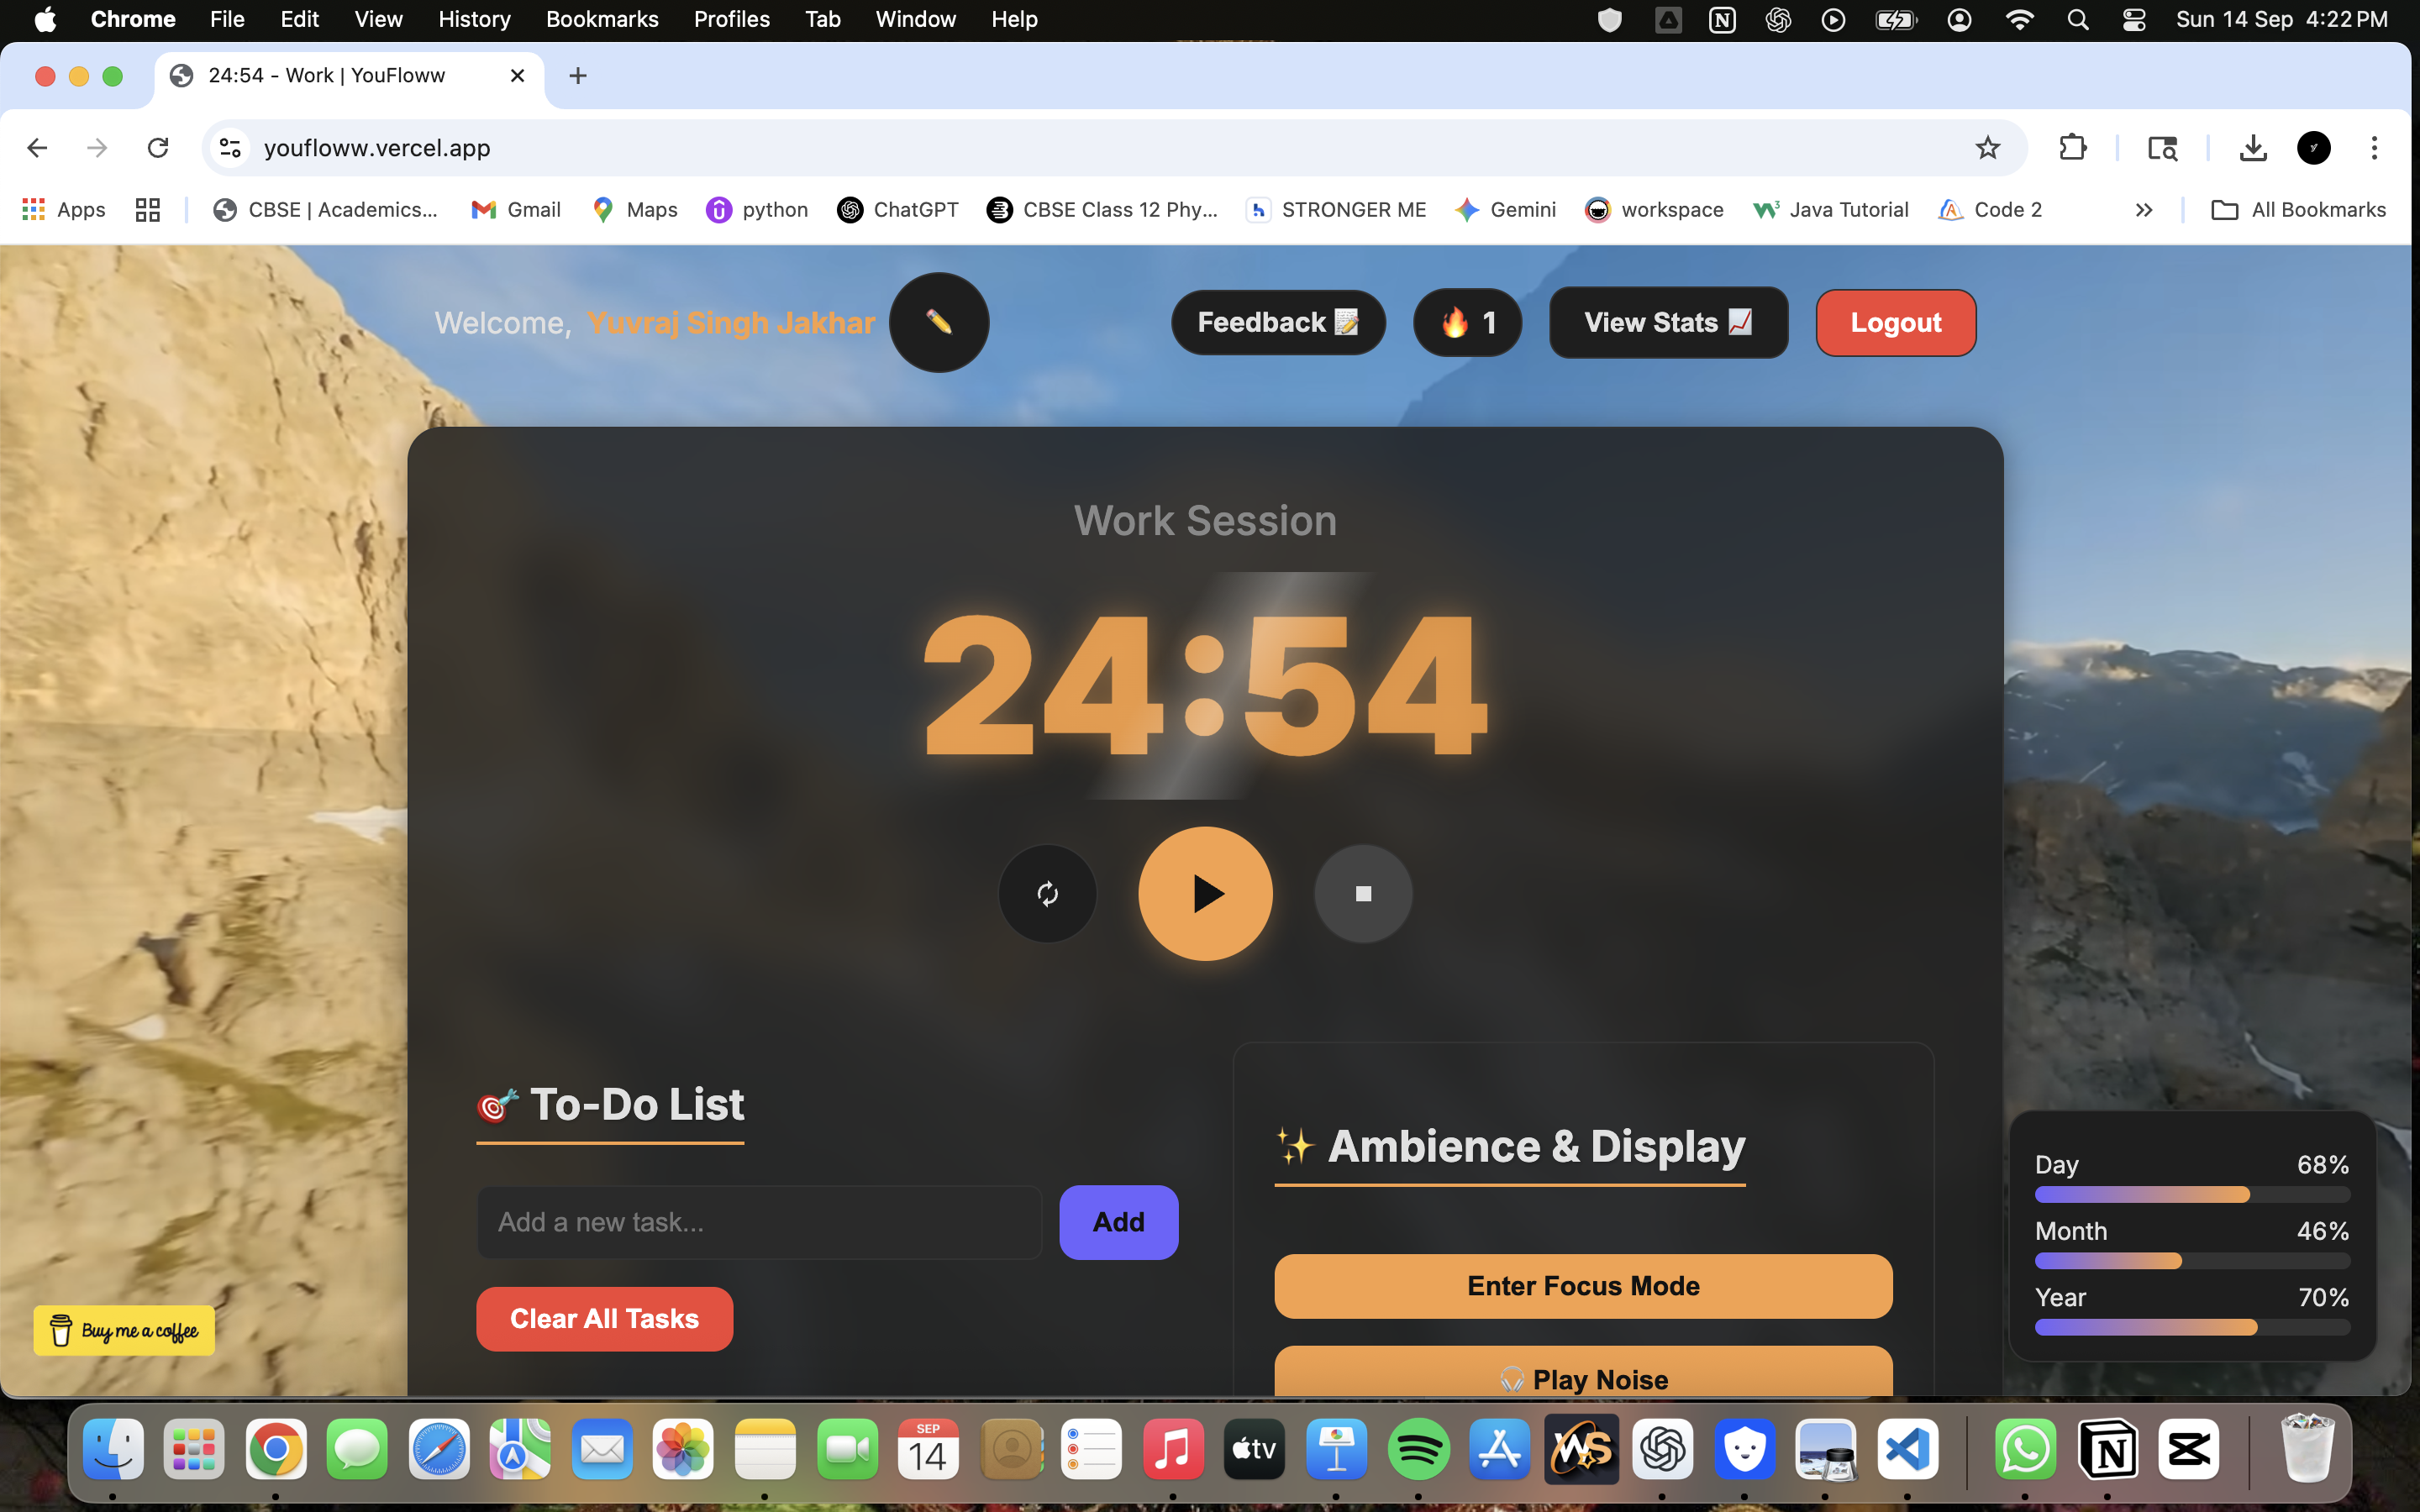 Chrome File Edit View History Bookmarks Profiles Tab Window Help Sun 14 Sep 4:22 PM
24:54 - Work | YouFloww
youfloww.vercel.app
Apps CBSE | Academics... Gmail Maps python ChatGPT CBSE Class 12 Phy... STRONGER ME Gemini workspace Java Tutorial Code 2 All Bookmarks
Welcome, Yuvraj Singh Jakhar Feedback 1 View Stats Logout
Work Session
24:54
To-Do List
Add a new task...
Add
Clear All Tasks
Ambience & Display
Enter Focus Mode
Play Noise
Day 68%
Month 46%
Year 70%
Buy me a coffee
SEP
14
tv
WS